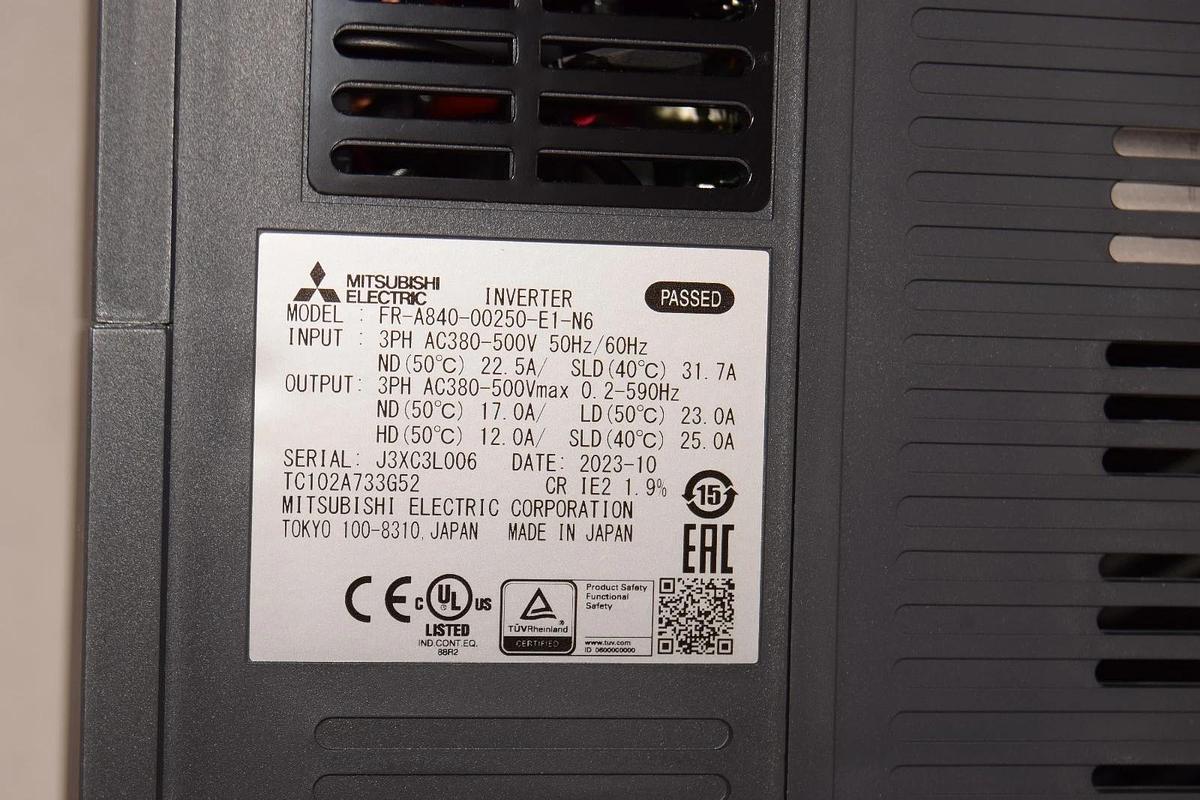 MITSUBISHI
ELECTRIC INVERTER PASSED
MODEL : FR-A840-00250-E1-N6
INPUT : 3PH AC380-500V 50Hz/60Hz
ND(50℃) 22.5A/ SLD(40℃) 31.7A
OUTPUT: 3PH AC380-500Vmax 0.2-590Hz
ND(50℃) 17.0A/ LD(50℃) 23.0A
HD(50℃) 12.0A/ SLD(40℃) 25.0A
SERIAL: J3XC3L006 DATE: 2023-10
TC102A733G52 CR IE2 1.9%
15
MITSUBISHI ELECTRIC CORPORATION
TOKYO 100-8310, JAPAN MADE IN JAPAN
EAC
CE
C UL US
LISTED
IND.CONT.EQ.
88R2
TÜVRheinland®
CERTIFIED
Product Safety
Functional
Safety
www.tuv.com
ID 0600000000